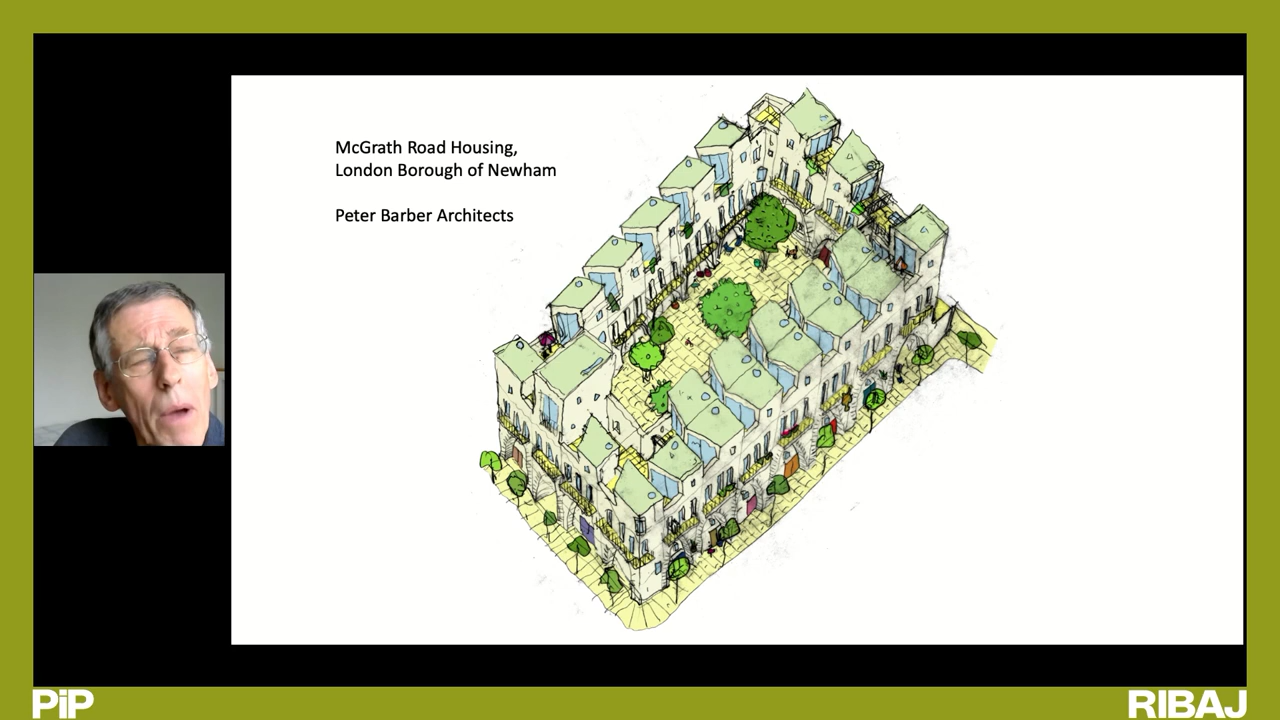 McGrath Road Housing,
London Borough of Newham
Peter Barber Architects
PiP
RIBAJ